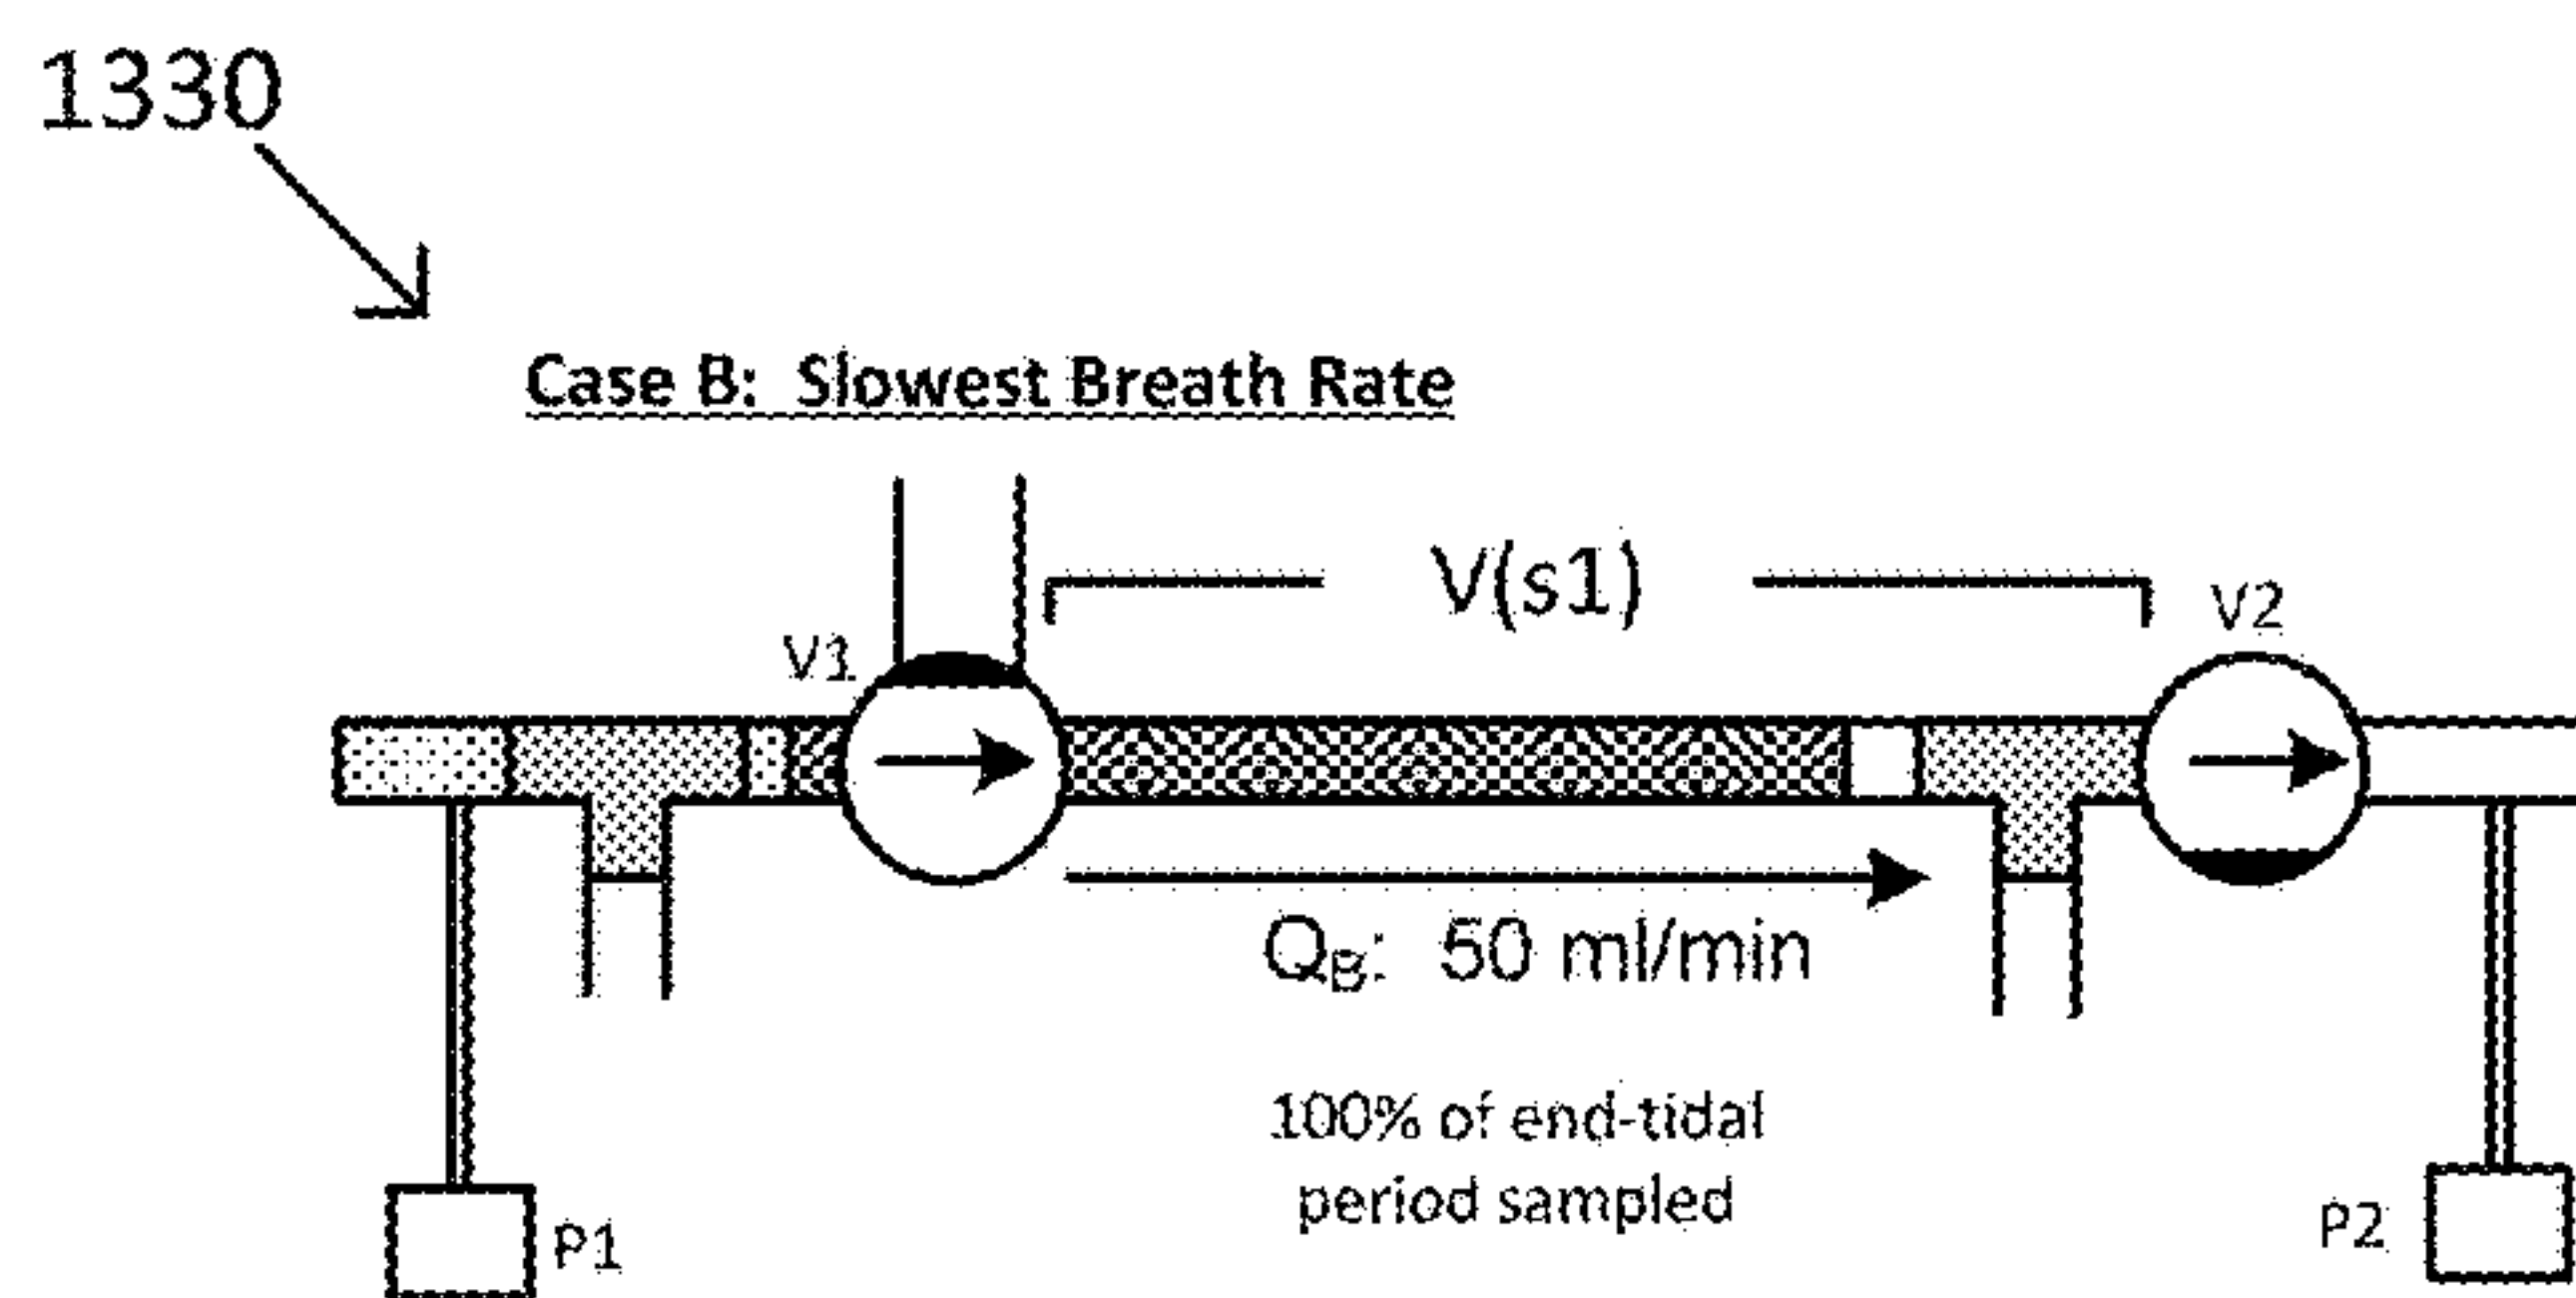 1330
Case B: Slowest Breath Rate
V(s1)
V2
V1
QB: 50 ml/min
100% of end-tidal
period sampled
P1
P2